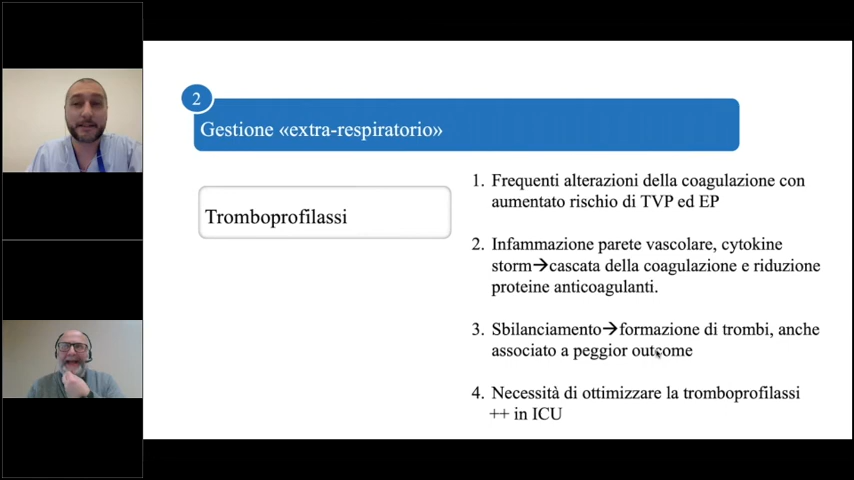 2
Gestione «extra-respiratorio»
Tromboprofilassi
1. Frequenti alterazioni della coagulazione con
aumentato rischio di TVP ed EP
2. Infammazione parete vascolare, cytokine
storm→cascata della coagulazione e riduzione
proteine anticoagulanti.
3. Sbilanciamento→formazione di trombi, anche
associato a peggior outcome
4. Necessità di ottimizzare la tromboprofilassi
++ in ICU